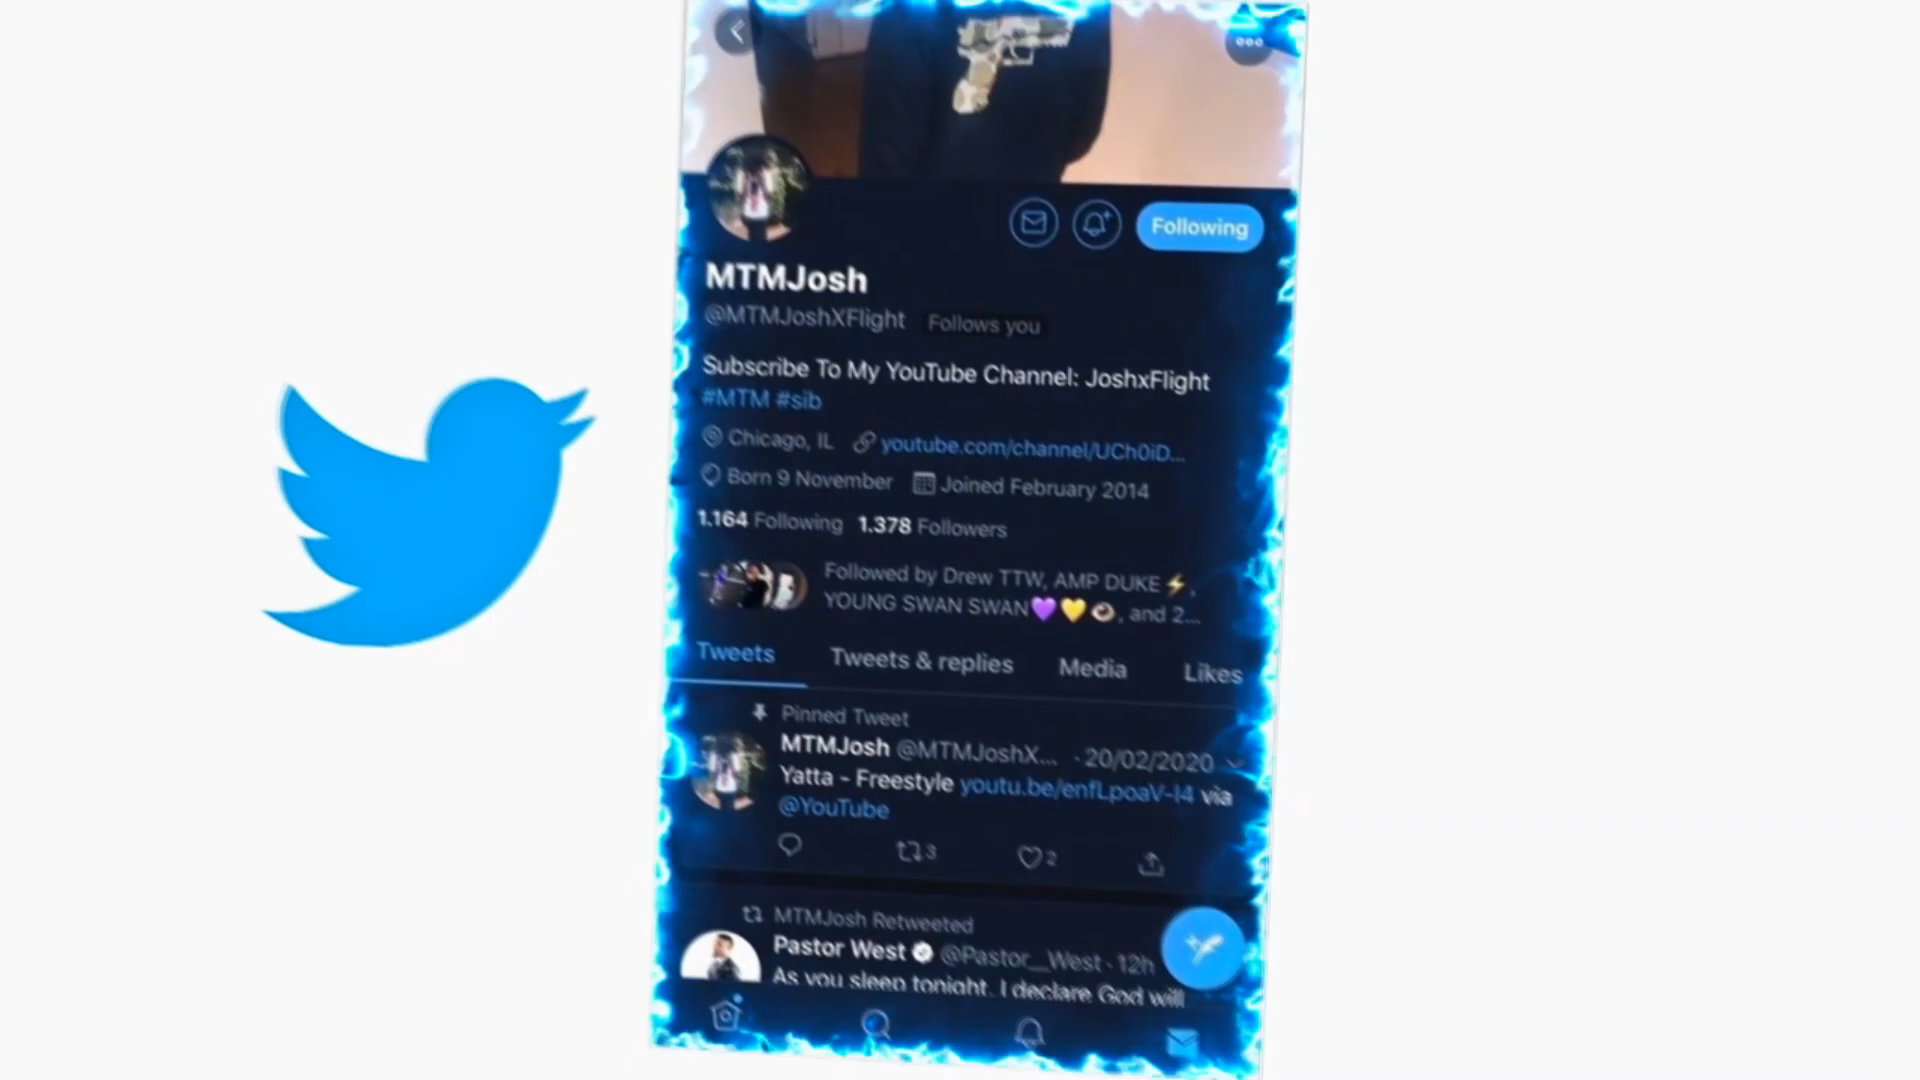 Following
MTMJosh
@MTMJoshXFlight Follows you
Subscribe To My YouTube Channel: JoshxFlight
#MTM #sib
Chicago, IL youtube.com/channel/UCh0iD...
Born 9 November Joined February 2014
1.164 Following 1.378 Followers
Followed by Drew TTW, AMP DUKE⚡,
YOUNG SWAN SWAN💜💛👁, and 2...
Tweets Tweets & replies Media Likes
Pinned Tweet
MTMJosh @MTMJoshX... · 20/02/2020
Yatta - Freestyle youtu.be/enfLpoaV-I4 via
@YouTube
3 2
MTMJosh Retweeted
Pastor West @Pastor__West · 12h
As you sleep tonight, I declare God will